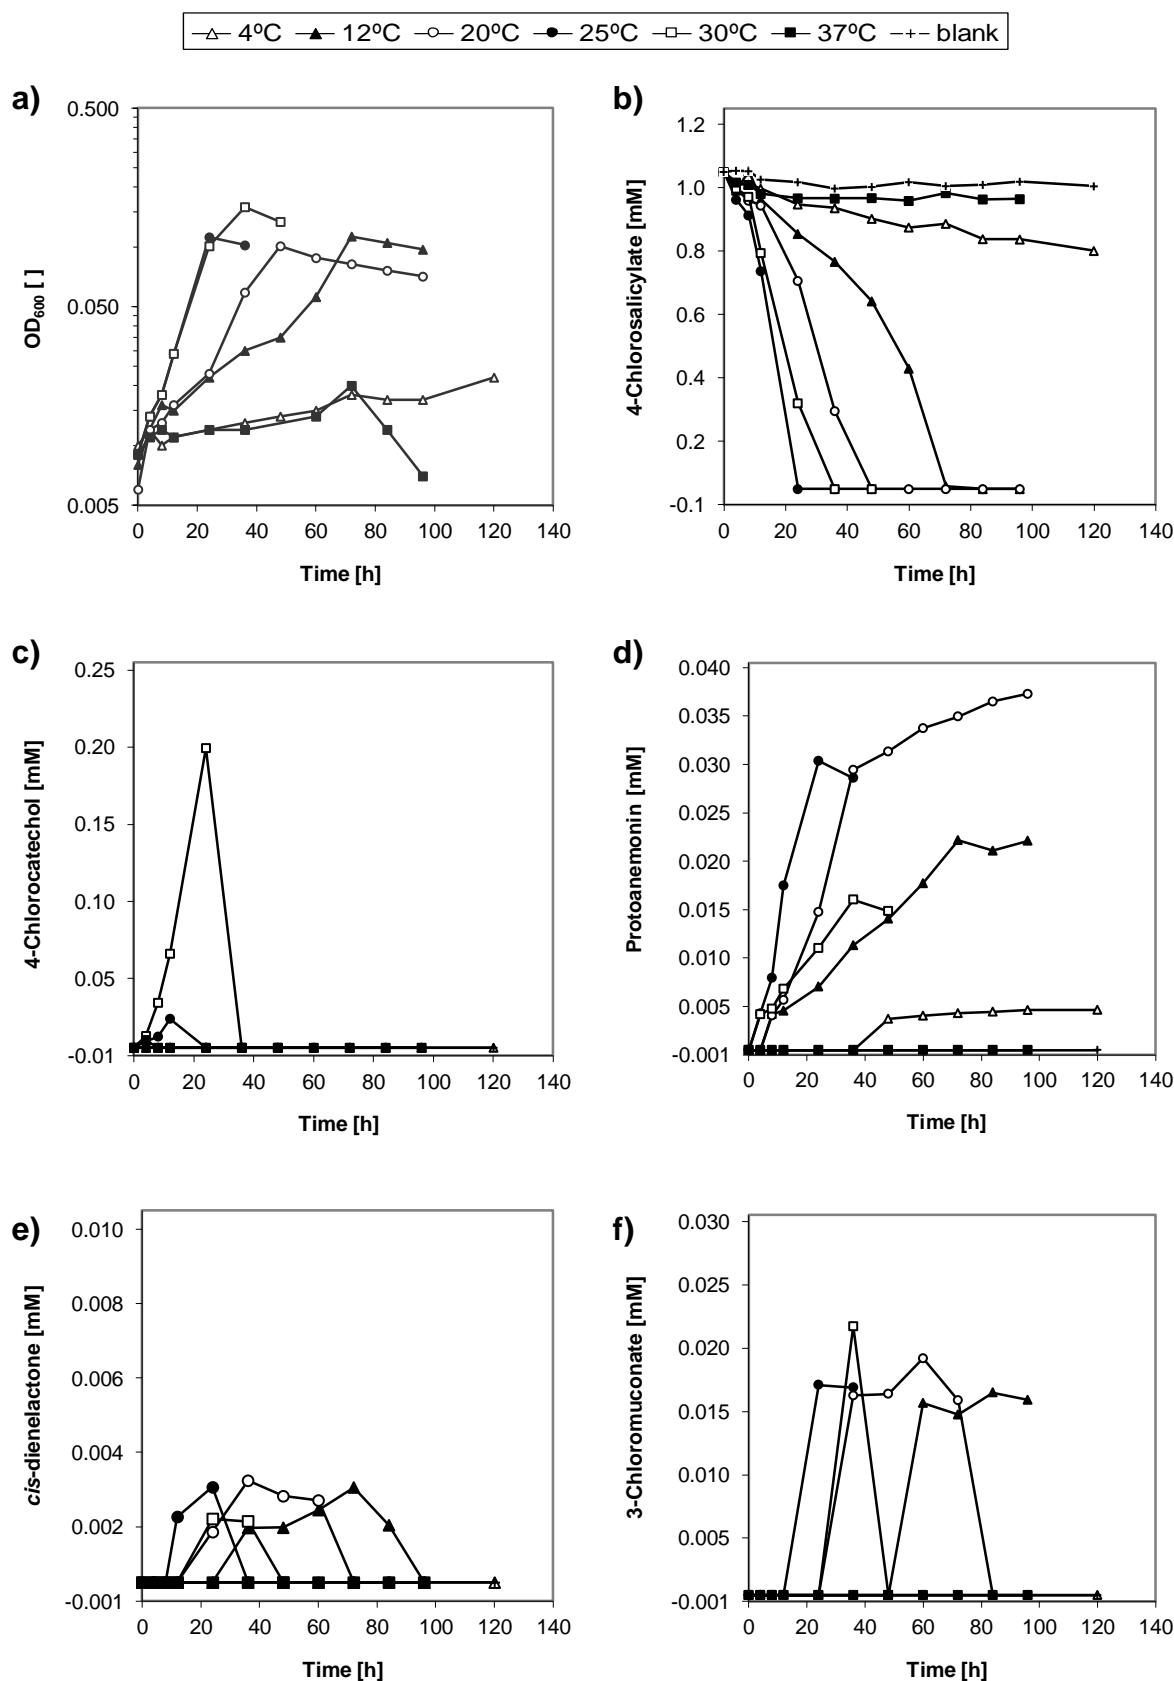 4ºC 12ºC 20ºC 25ºC 30ºC 37ºC blank
a)
0.500
0.050
0.005
OD600 [ ]
0 20 40 60 80 100 120 140
Time [h]
b)
1.2
1.0
0.8
0.6
0.4
0.2
-0.1
4-Chlorosalicylate [mM]
0 20 40 60 80 100 120 140
Time [h]
c)
0.25
0.20
0.15
0.10
0.05
-0.01
4-Chlorocatechol [mM]
0 20 40 60 80 100 120 140
Time [h]
d)
0.040
0.035
0.030
0.025
0.020
0.015
0.010
0.005
-0.001
Protoanemonin [mM]
0 20 40 60 80 100 120 140
Time [h]
e)
0.010
0.008
0.006
0.004
0.002
-0.001
cis-dienelactone [mM]
0 20 40 60 80 100 120 140
Time [h]
f)
0.030
0.025
0.020
0.015
0.010
0.005
-0.001
3-Chloromuconate [mM]
0 20 40 60 80 100 120 140
Time [h]